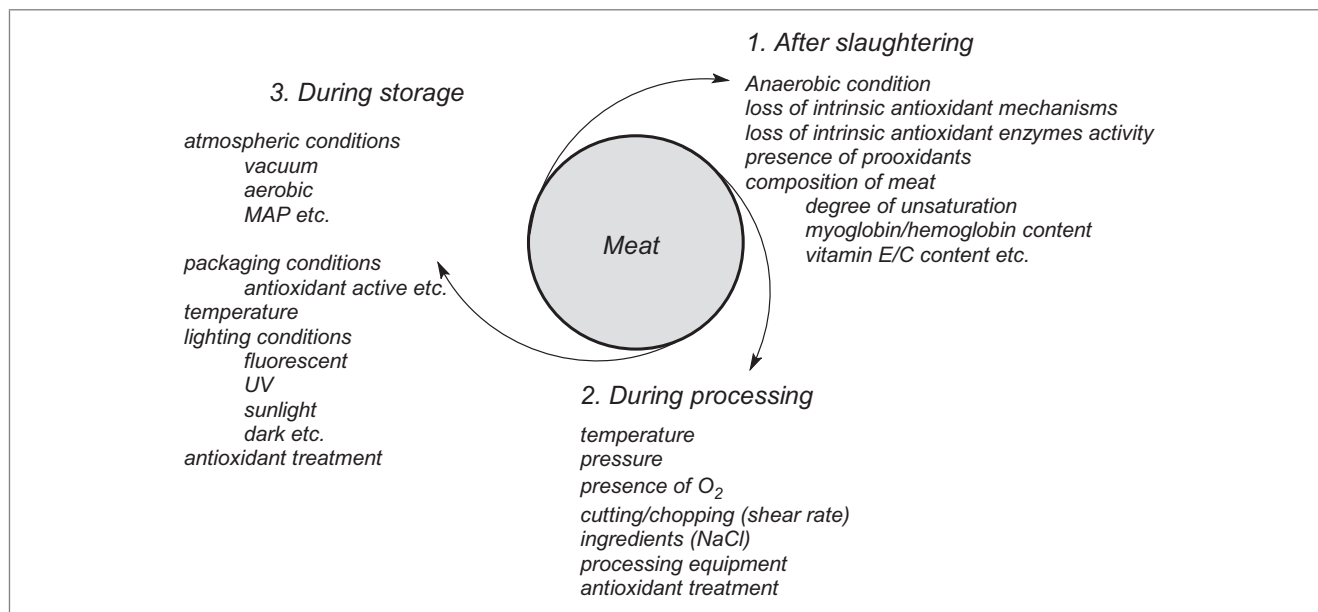 1. After slaughtering
Anaerobic condition
loss of intrinsic antioxidant mechanisms
loss of intrinsic antioxidant enzymes activity
presence of prooxidants
composition of meat
degree of unsaturation
myoglobin/hemoglobin content
vitamin E/C content etc.
Meat
2. During processing
temperature
pressure
presence of O₂
cutting/chopping (shear rate)
ingredients (NaCl)
processing equipment
antioxidant treatment
3. During storage
atmospheric conditions
vacuum
aerobic
MAP etc.
packaging conditions
antioxidant active etc.
temperature
lighting conditions
fluorescent
UV
sunlight
dark etc.
antioxidant treatment